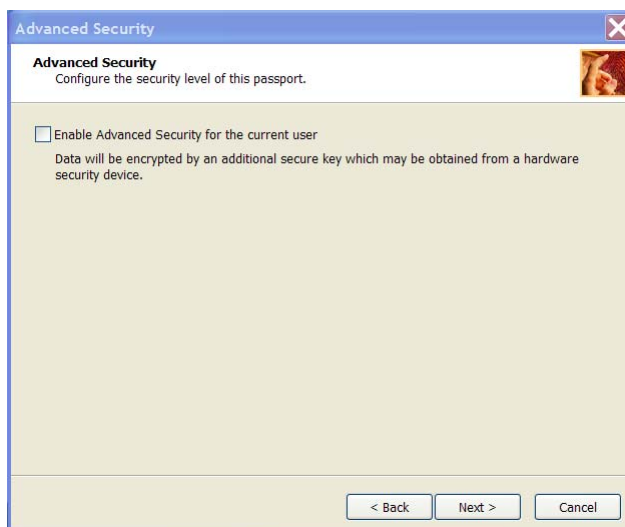 Advanced Security
Advanced Security
Configure the security level of this passport.
Enable Advanced Security for the current user
Data will be encrypted by an additional secure key which may be obtained from a hardware
security device.
< Back Next > Cancel